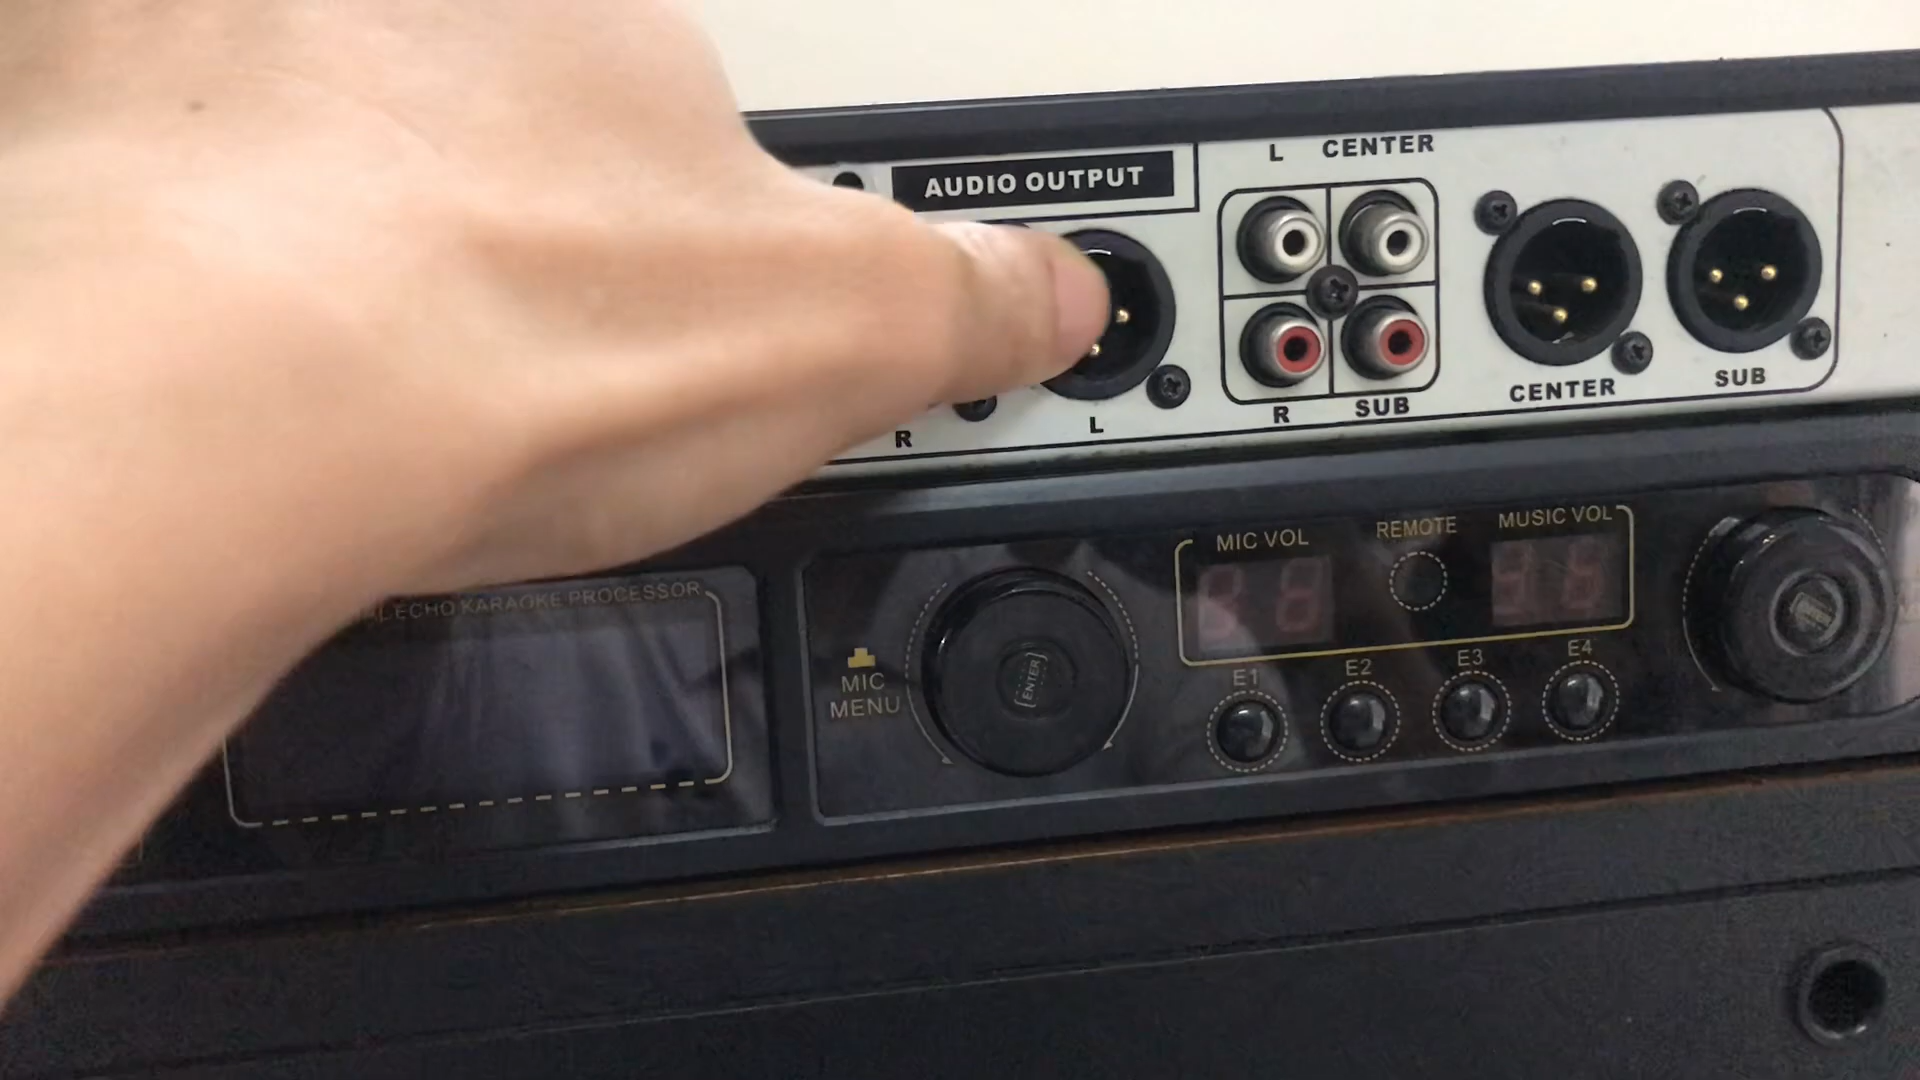 L CENTER
AUDIO OUTPUT
R L R SUB CENTER SUB
ECHO KARAOKE PROCESSOR
MIC VOL REMOTE MUSIC VOL
MIC
MENU
ENTER
E1 E2 E3 E4